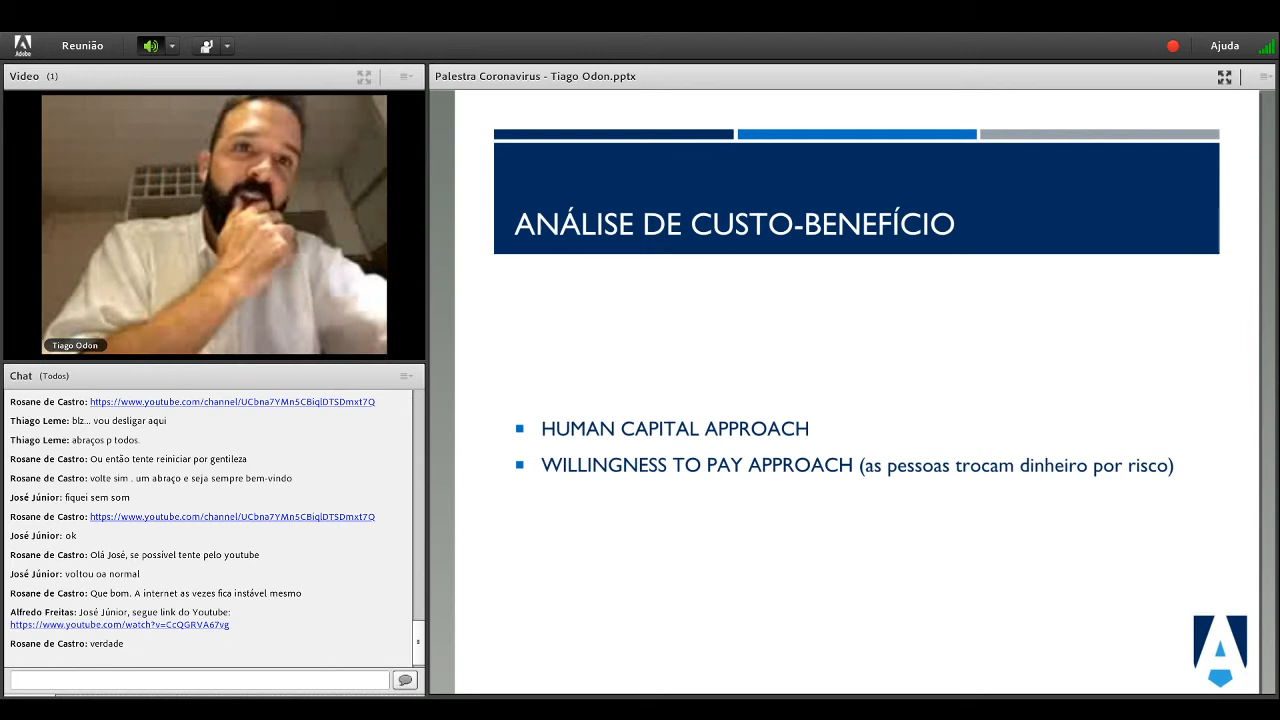 Adobe
Reunião
Ajuda
Video (1)
Tiago Odon
Chat (Todos)
Rosane de Castro: https://www.youtube.com/channel/UCbna7YMn5CBiqlDTSDmxt7Q
Thiago Leme: blz... vou desligar aqui
Thiago Leme: abraços p todos.
Rosane de Castro: Ou então tente reiniciar por gentileza
Rosane de Castro: volte sim . um abraço e seja sempre bem-vindo
José Júnior: fiquei sem som
Rosane de Castro: https://www.youtube.com/channel/UCbna7YMn5CBiqlDTSDmxt7Q
José Júnior: ok
Rosane de Castro: Olá José, se possível tente pelo youtube
José Júnior: voltou oa normal
Rosane de Castro: Que bom. A internet as vezes fica instável mesmo
Alfredo Freitas: José Júnior, segue link do Youtube:
https://www.youtube.com/watch?v=CcQGRVA67vg
Rosane de Castro: verdade
Palestra Coronavirus - Tiago Odon.pptx
ANÁLISE DE CUSTO-BENEFÍCIO
HUMAN CAPITAL APPROACH
WILLINGNESS TO PAY APPROACH (as pessoas trocam dinheiro por risco)